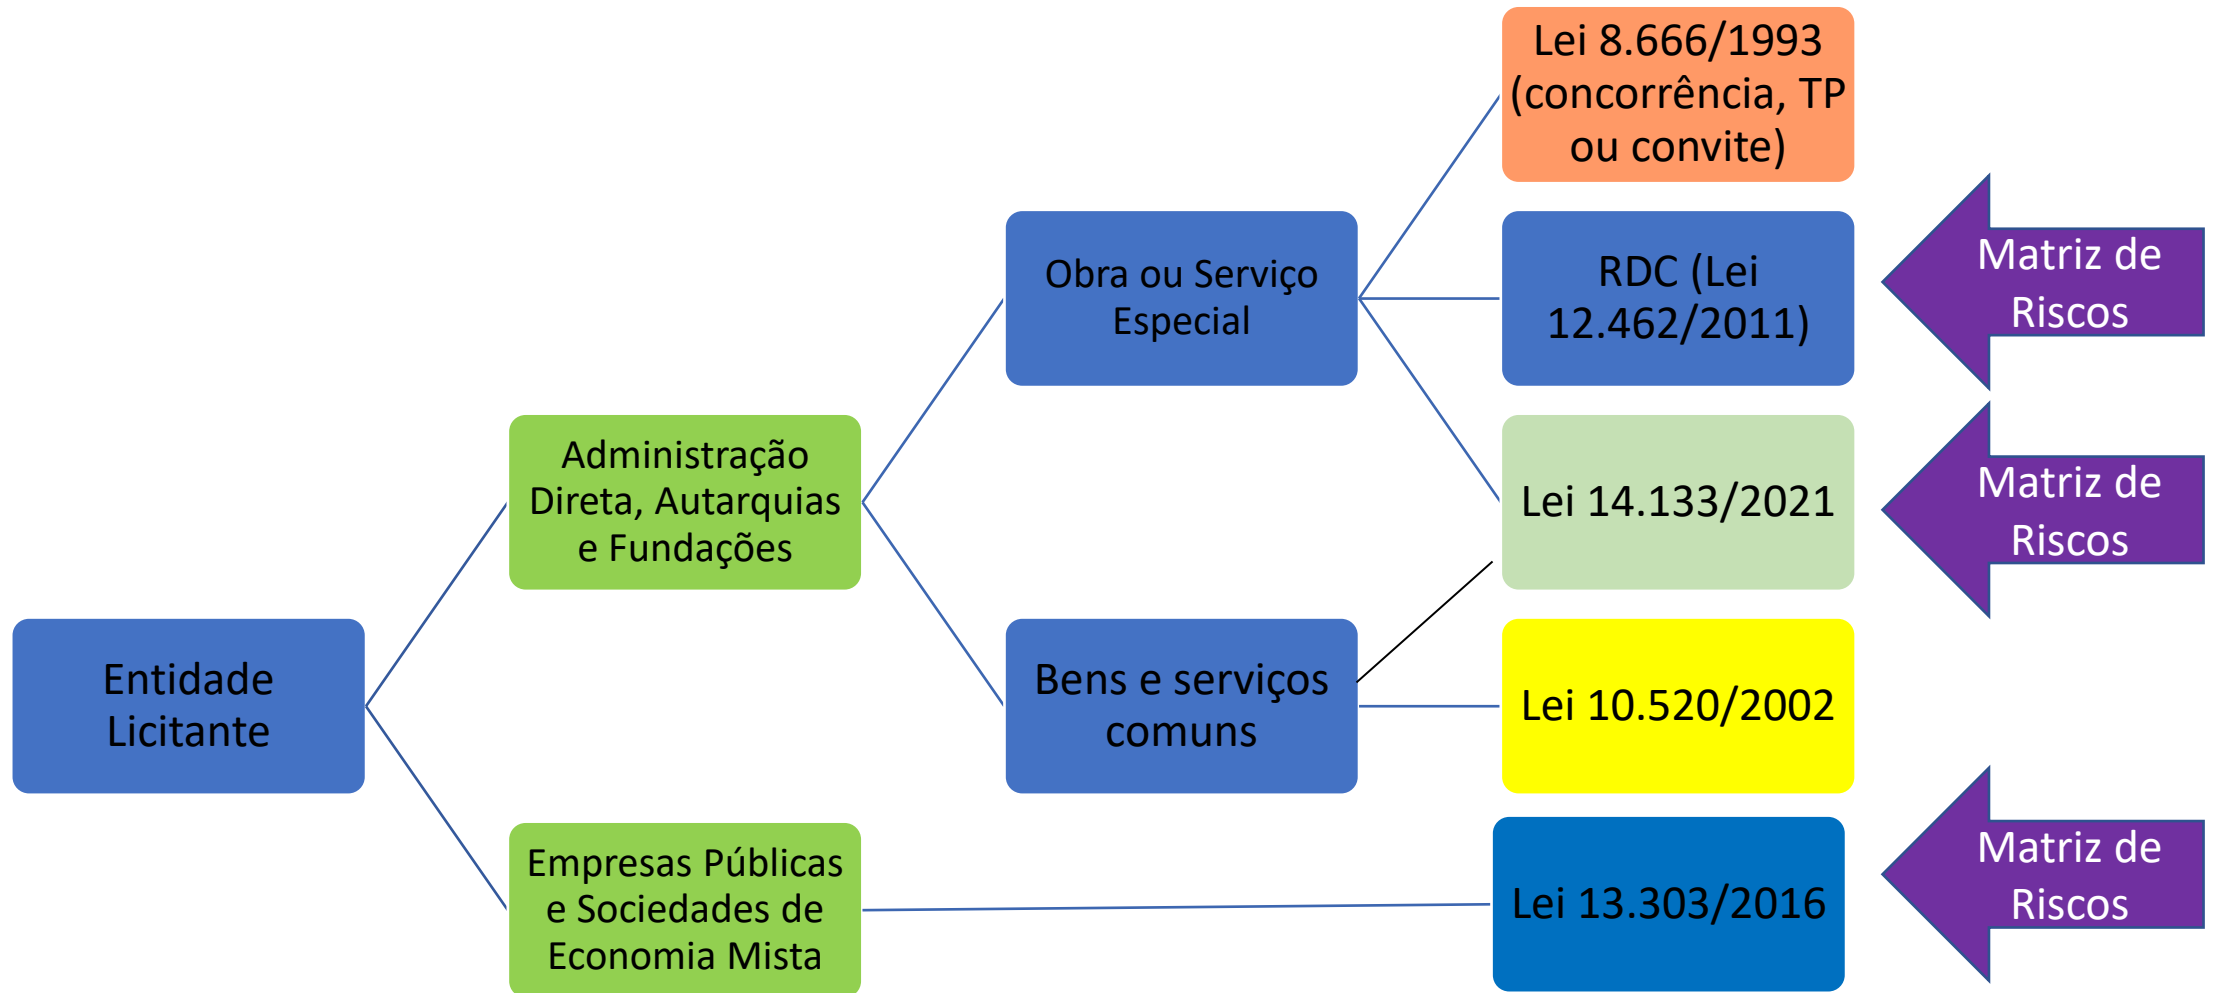 Lei 8.666/1993
(concorrência, TP
ou convite)
RDC (Lei
12.462/2011)
Matriz de
Riscos
Obra ou Serviço
Especial
Administração
Direta, Autarquias
e Fundações
Lei 14.133/2021
Matriz de
Riscos
Entidade
Licitante
Bens e serviços
comuns
Lei 10.520/2002
Empresas Públicas
e Sociedades de
Economia Mista
Lei 13.303/2016
Matriz de
Riscos